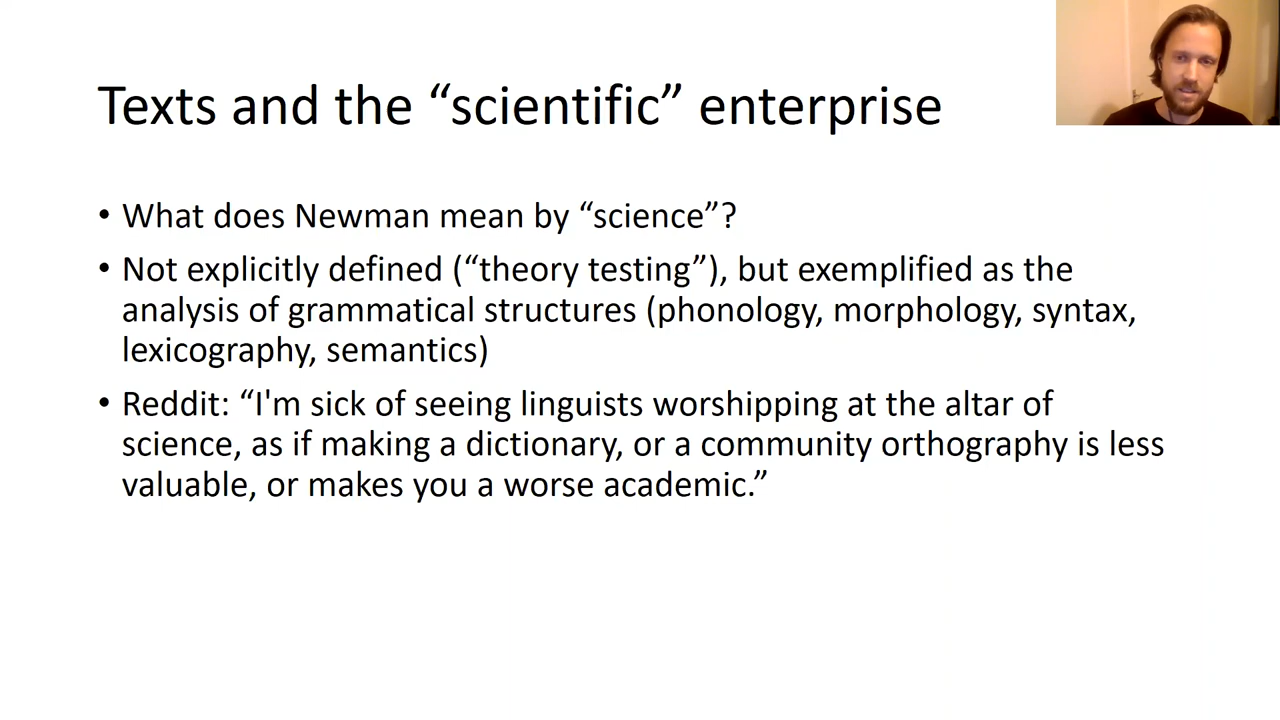 Texts and the “scientific” enterprise
• What does Newman mean by “science”?
• Not explicitly defined (“theory testing”), but exemplified as the
analysis of grammatical structures (phonology, morphology, syntax,
lexicography, semantics)
• Reddit: “I'm sick of seeing linguists worshipping at the altar of
science, as if making a dictionary, or a community orthography is less
valuable, or makes you a worse academic.”